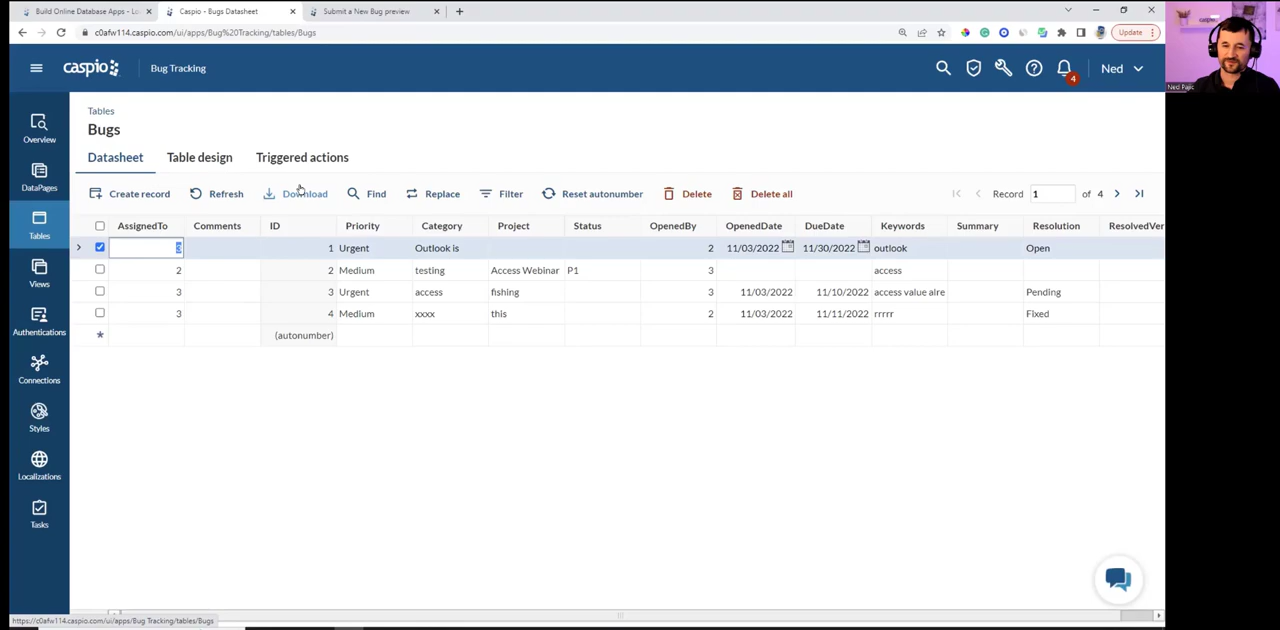 Build Online Database Apps - Lo
Caspio - Bugs Datasheet
Submit a New Bug preview
c0afw114.caspio.com/ui/apps/Bug%20Tracking/tables/Bugs
Update
caspio
Bug Tracking
4
Ned
caspio
Ned Pajic
Overview
DataPages
Tables
Views
Authentications
Connections
Styles
Localizations
Tasks
Tables
Bugs
Datasheet Table design Triggered actions
Create record Refresh Download Find Replace Filter Reset autonumber Delete Delete all Record 1 of 4
AssignedTo Comments ID Priority Category Project Status OpenedBy OpenedDate DueDate Keywords Summary Resolution ResolvedVer
3 1 Urgent Outlook is 2 11/03/2022 11/30/2022 outlook Open
2 2 Medium testing Access Webinar P1 3 access
3 3 Urgent access fishing 3 11/03/2022 11/10/2022 access value alre Pending
3 4 Medium xxxx this 2 11/03/2022 11/11/2022 rrrrr Fixed
* (autonumber)
https://c0afw114.caspio.com/ui/apps/Bug Tracking/tables/Bugs